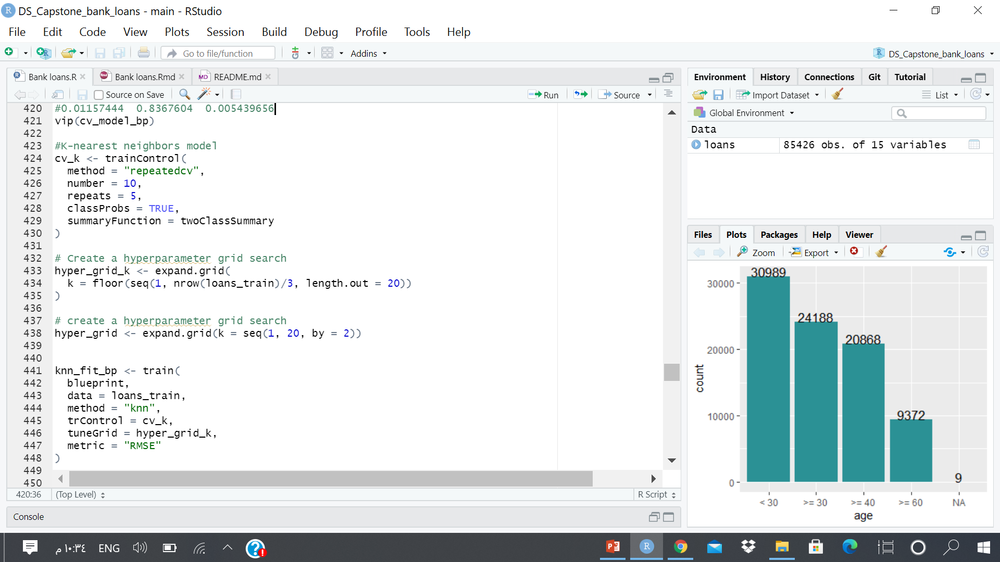 DS_Capstone_bank_loans - main - RStudio
File Edit Code View Plots Session Build Debug Profile Tools Help
Go to file/function Addins DS_Capstone_bank_loans
Bank loans.R Bank loans.Rmd MD README.md
Source on Save Run Source
420 #0.01157444  0.8367604  0.005439656
421 vip(cv_model_bp)
422
423 #K-nearest neighbors model
424 cv_k <- trainControl(
425   method = "repeatedcv",
426   number = 10,
427   repeats = 5,
428   classProbs = TRUE,
429   summaryFunction = twoClassSummary
430 )
431
432 # Create a hyperparameter grid search
433 hyper_grid_k <- expand.grid(
434   k = floor(seq(1, nrow(loans_train)/3, length.out = 20))
435 )
436
437 # create a hyperparameter grid search
438 hyper_grid <- expand.grid(k = seq(1, 20, by = 2))
439
440
441 knn_fit_bp <- train(
442   blueprint,
443   data = loans_train,
444   method = "knn",
445   trControl = cv_k,
446   tuneGrid = hyper_grid_k,
447   metric = "RMSE"
448 )
449
450
420:36 (Top Level) R Script
Console
Environment History Connections Git Tutorial
Import Dataset List
Global Environment
Data
loans 85426 obs. of 15 variables
Files Plots Packages Help Viewer
Zoom Export
30989
24188
20868
9372
9
30000
20000
10000
0
count
< 30 >= 30 >= 40 >= 60 NA
age
١٠:٣٤ م ENG